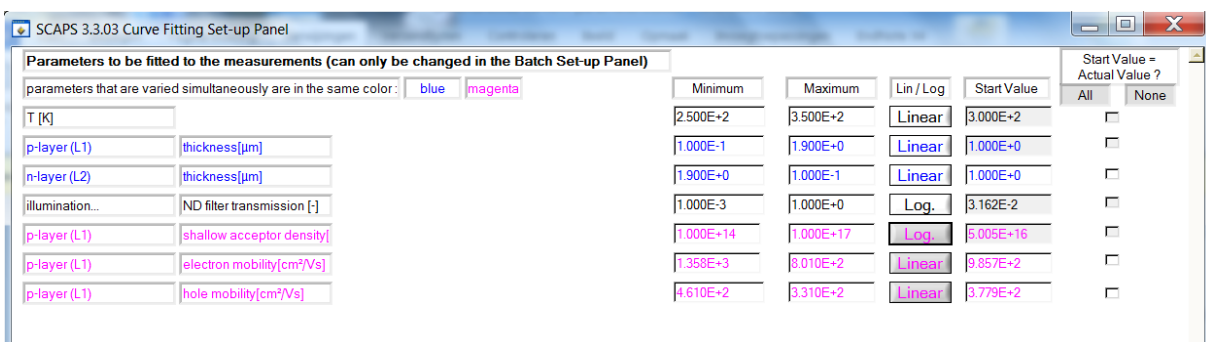 SCAPS 3.3.03 Curve Fitting Set-up Panel
Parameters to be fitted to the measurements (can only be changed in the Batch Set-up Panel)
Start Value = Actual Value ?
parameters that are varied simultaneously are in the same color : blue magenta Minimum Maximum Lin / Log Start Value All None
T [K] 2.500E+2 3.500E+2 Linear 3.000E+2
p-layer (L1) thickness[µm] 1.000E-1 1.900E+0 Linear 1.000E+0
n-layer (L2) thickness[µm] 1.900E+0 1.000E-1 Linear 1.000E+0
illumination... ND filter transmission [-] 1.000E-3 1.000E+0 Log. 3.162E-2
p-layer (L1) shallow acceptor density[ 1.000E+14 1.000E+17 Log. 5.005E+16
p-layer (L1) electron mobility[cm²/Vs] 1.358E+3 8.010E+2 Linear 9.857E+2
p-layer (L1) hole mobility[cm²/Vs] 4.610E+2 3.310E+2 Linear 3.779E+2